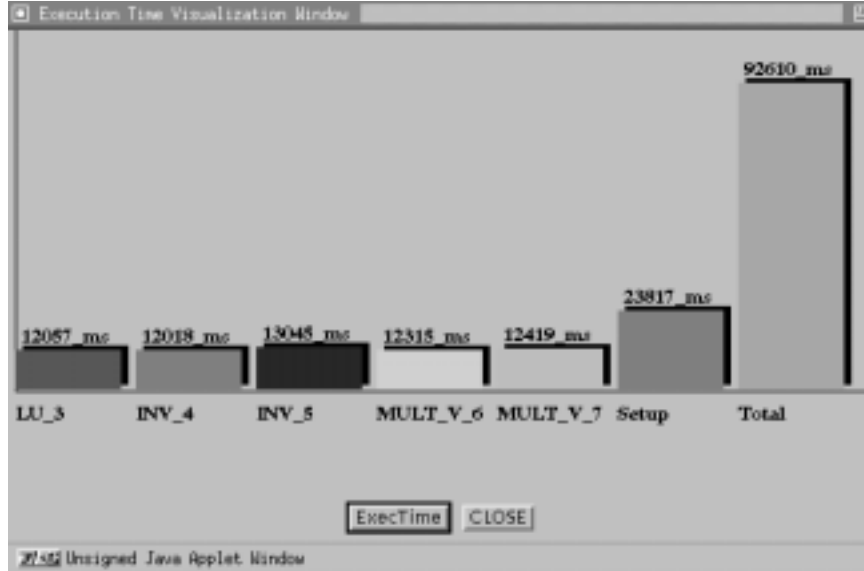 Execution Time Visualization Window
92610_ms
23817_ms
12057_ms 12018_ms 13045_ms 12315_ms 12419_ms
LU_3 INV_4 INV_5 MULT_V_6 MULT_V_7 Setup Total
ExecTime CLOSE
Unsigned Java Applet Window